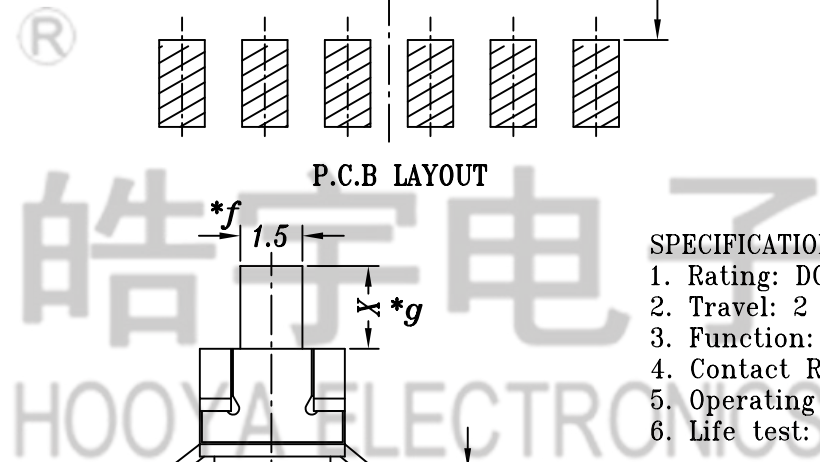 ®
P.C.B LAYOUT
皓宇电子
*f
1.5
X *g
SPECIFICATION
1. Rating: DC
2. Travel: 2
3. Function:
4. Contact R
5. Operating
6. Life test:
HOOYA ELECTRONICS